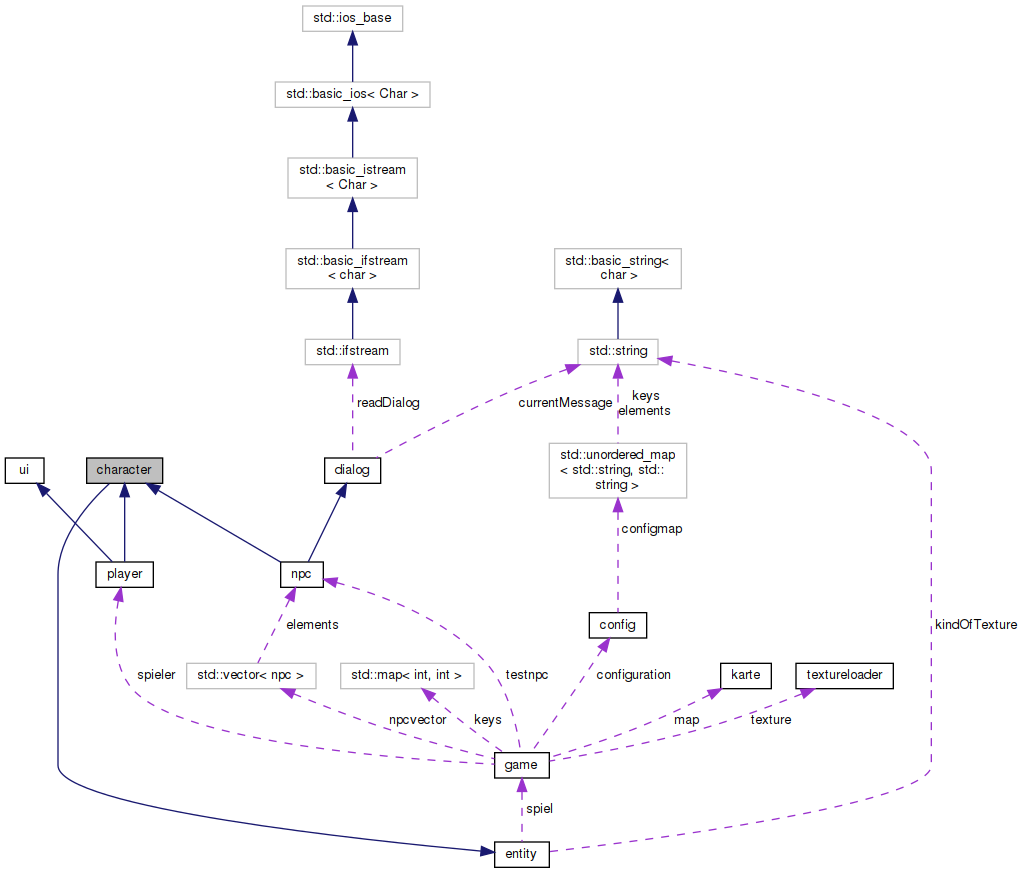 std::ios_base
std::basic_ios< Char >
std::basic_istream
< Char >
std::basic_ifstream
< char >
std::basic_string<
char >
std::ifstream
std::string
readDialog
currentMessage
keys
elements
ui
character
dialog
std::unordered_map
< std::string, std::
string >
configmap
player
npc
elements
config
kindOfTexture
spieler
std::vector< npc >
std::map< int, int >
testnpc
configuration
karte
textureloader
npcvector
keys
map
texture
game
spiel
entity